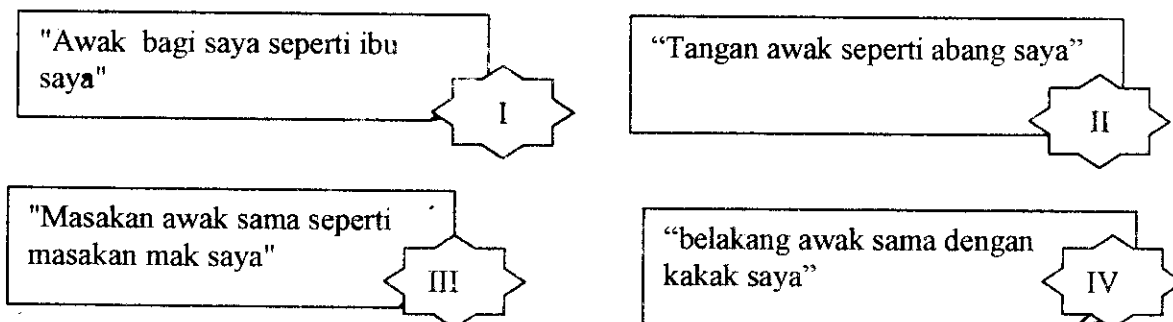 "Awak bagi saya seperti ibu
saya"
I
“Tangan awak seperti abang saya”
II
"Masakan awak sama seperti
masakan mak saya"
III
“belakang awak sama dengan
kakak saya”
IV